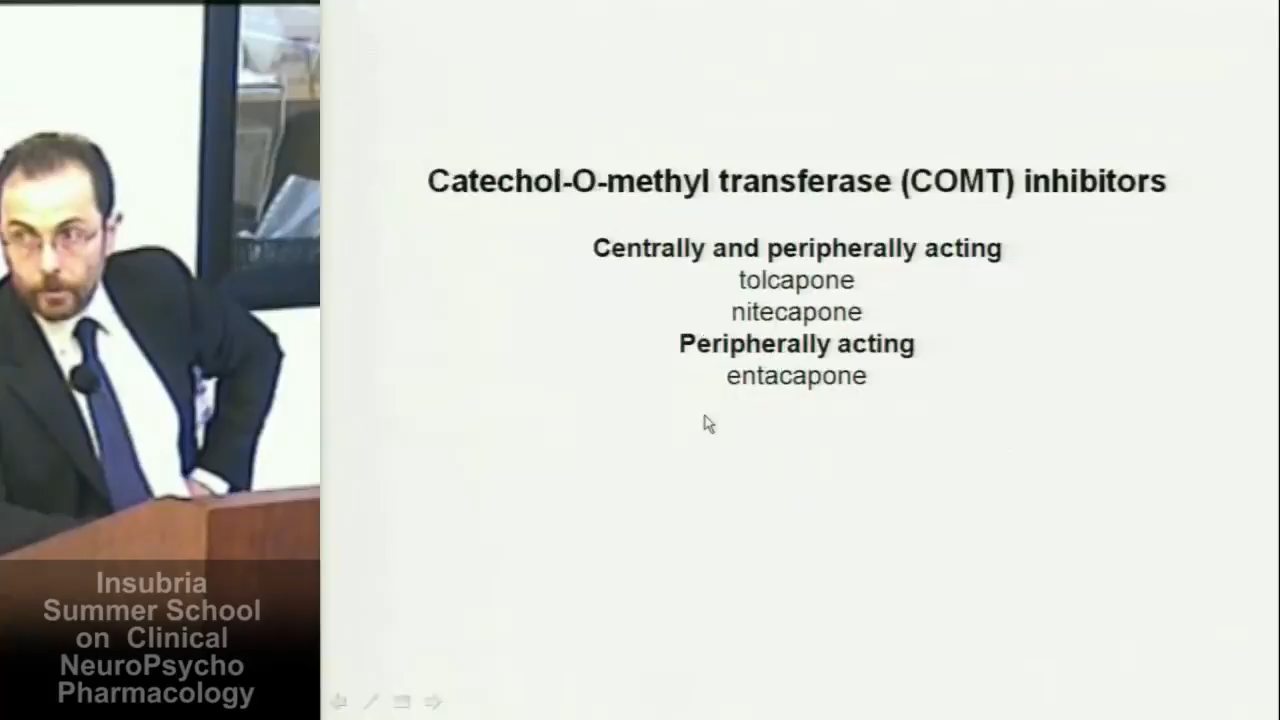 Catechol-O-methyl transferase (COMT) inhibitors
Centrally and peripherally acting
tolcapone
nitecapone
Peripherally acting
entacapone
Insubria
Summer School
on Clinical
NeuroPsycho
Pharmacology